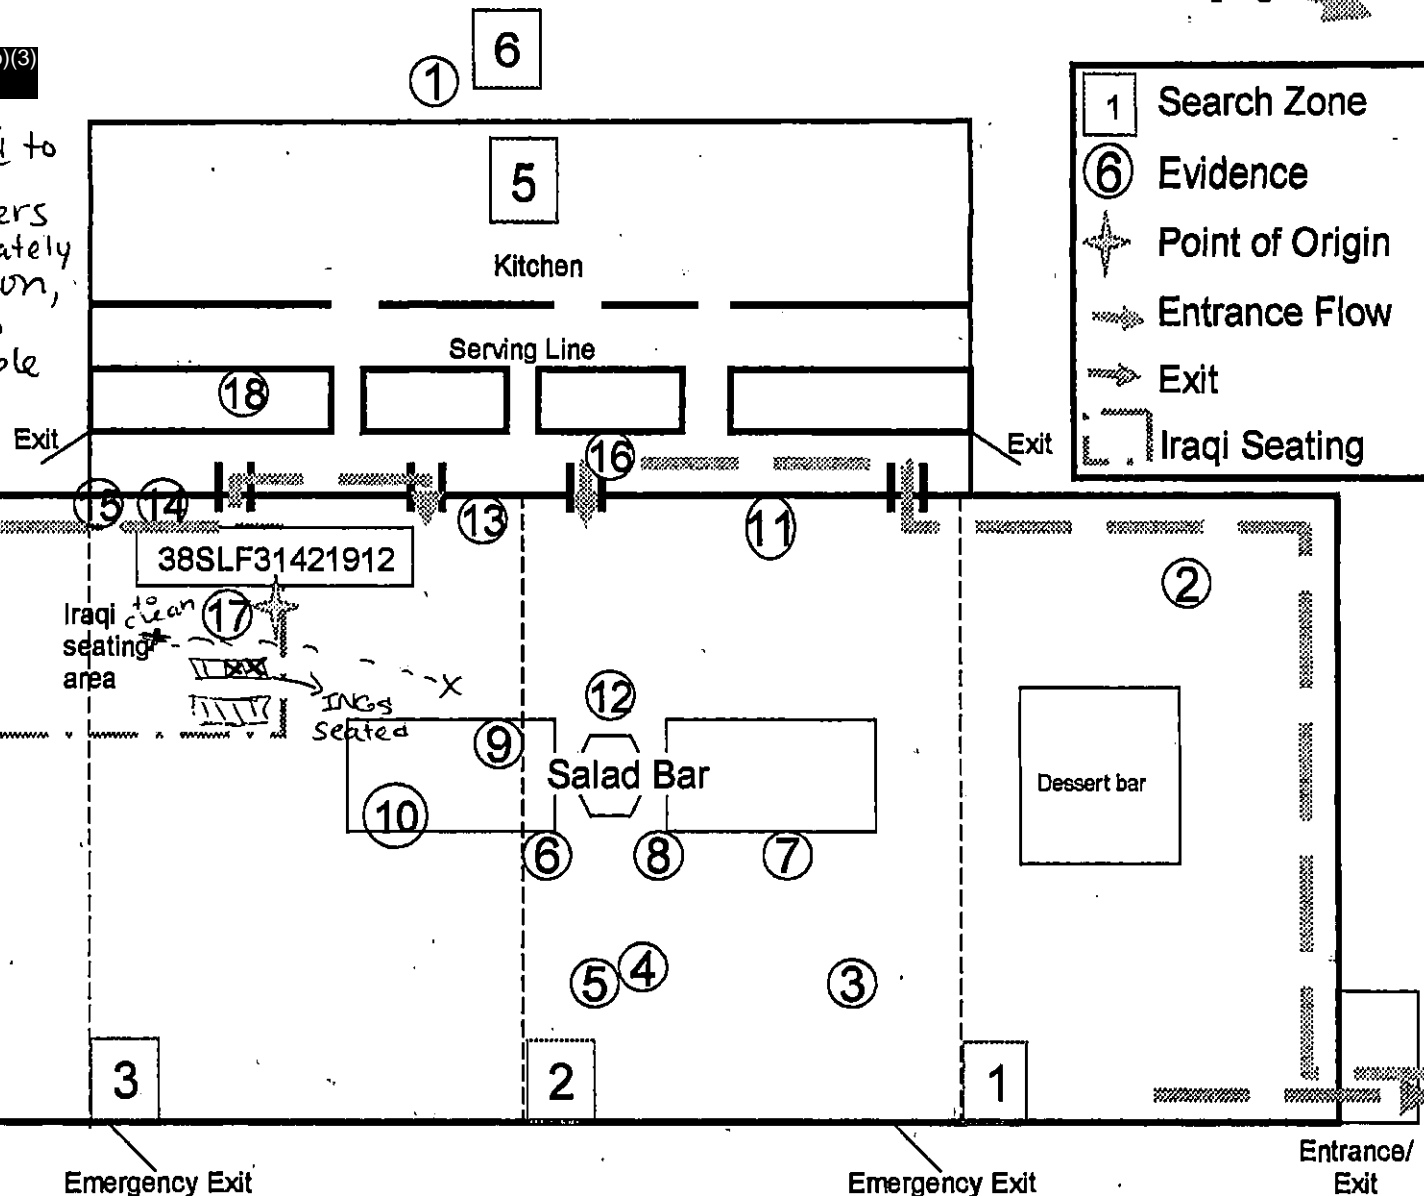 )(3)
to
ers
ately
on,
ble
1
6
5
Kitchen
Serving Line
18
Exit
Exit
16
15
14
13
11
38SLF31421912
2
Iraqi
seating
area
to
clean
17
X
INGs
seated
12
9
Salad Bar
10
6
8
7
Dessert bar
5
4
3
3
2
1
Emergency Exit
Emergency Exit
Entrance/
Exit
1 Search Zone
6 Evidence
Point of Origin
Entrance Flow
Exit
Iraqi Seating